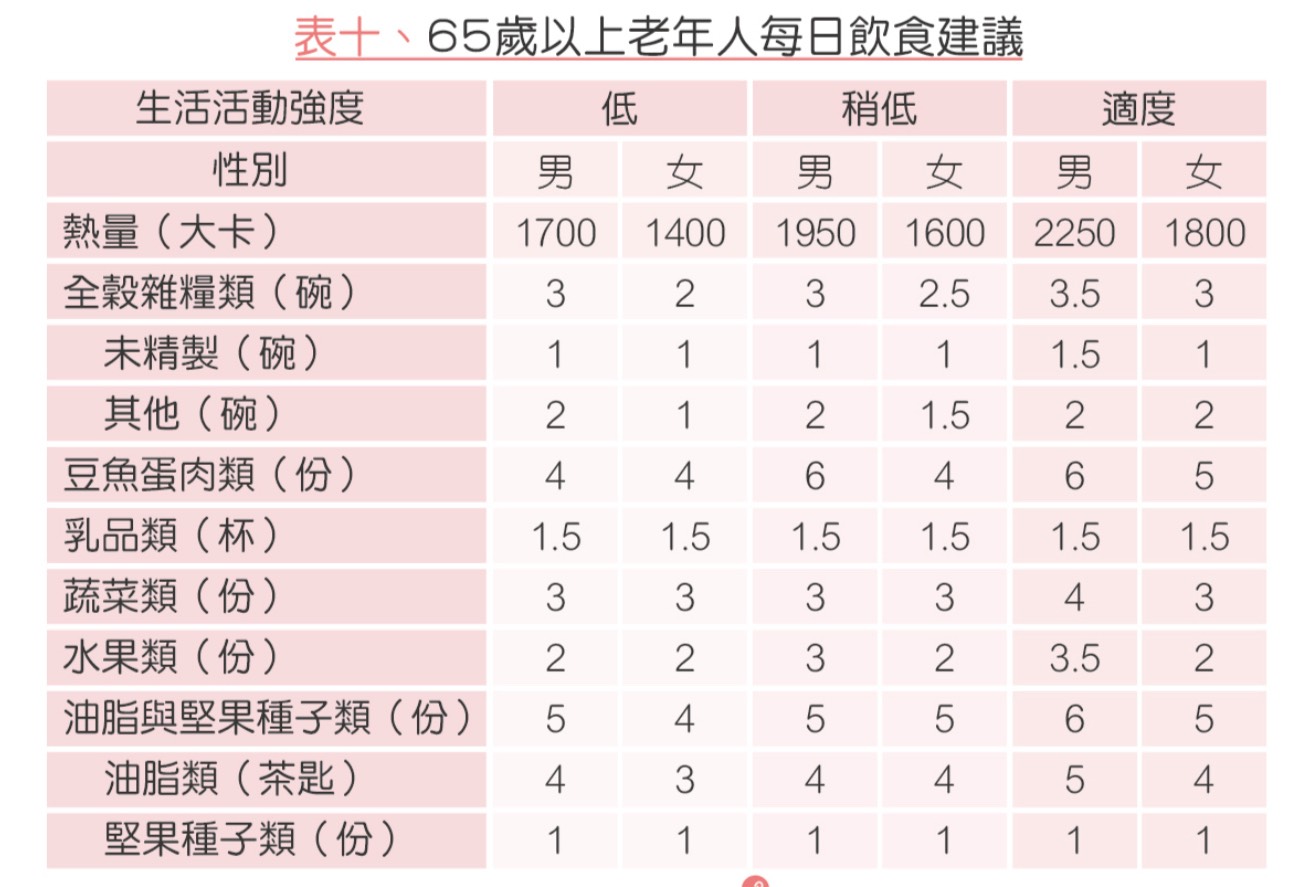 表十、65歲以上老年人每日飲食建議
生活活動強度 低 稍低 適度
性別 男 女 男 女 男 女
熱量（大卡） 1700 1400 1950 1600 2250 1800
全穀雜糧類（碗） 3 2 3 2.5 3.5 3
未精製（碗） 1 1 1 1 1.5 1
其他（碗） 2 1 2 1.5 2 2
豆魚蛋肉類（份） 4 4 6 4 6 5
乳品類（杯） 1.5 1.5 1.5 1.5 1.5 1.5
蔬菜類（份） 3 3 3 3 4 3
水果類（份） 2 2 3 2 3.5 2
油脂與堅果種子類（份） 5 4 5 5 6 5
油脂類（茶匙） 4 3 4 4 5 4
堅果種子類（份） 1 1 1 1 1 1